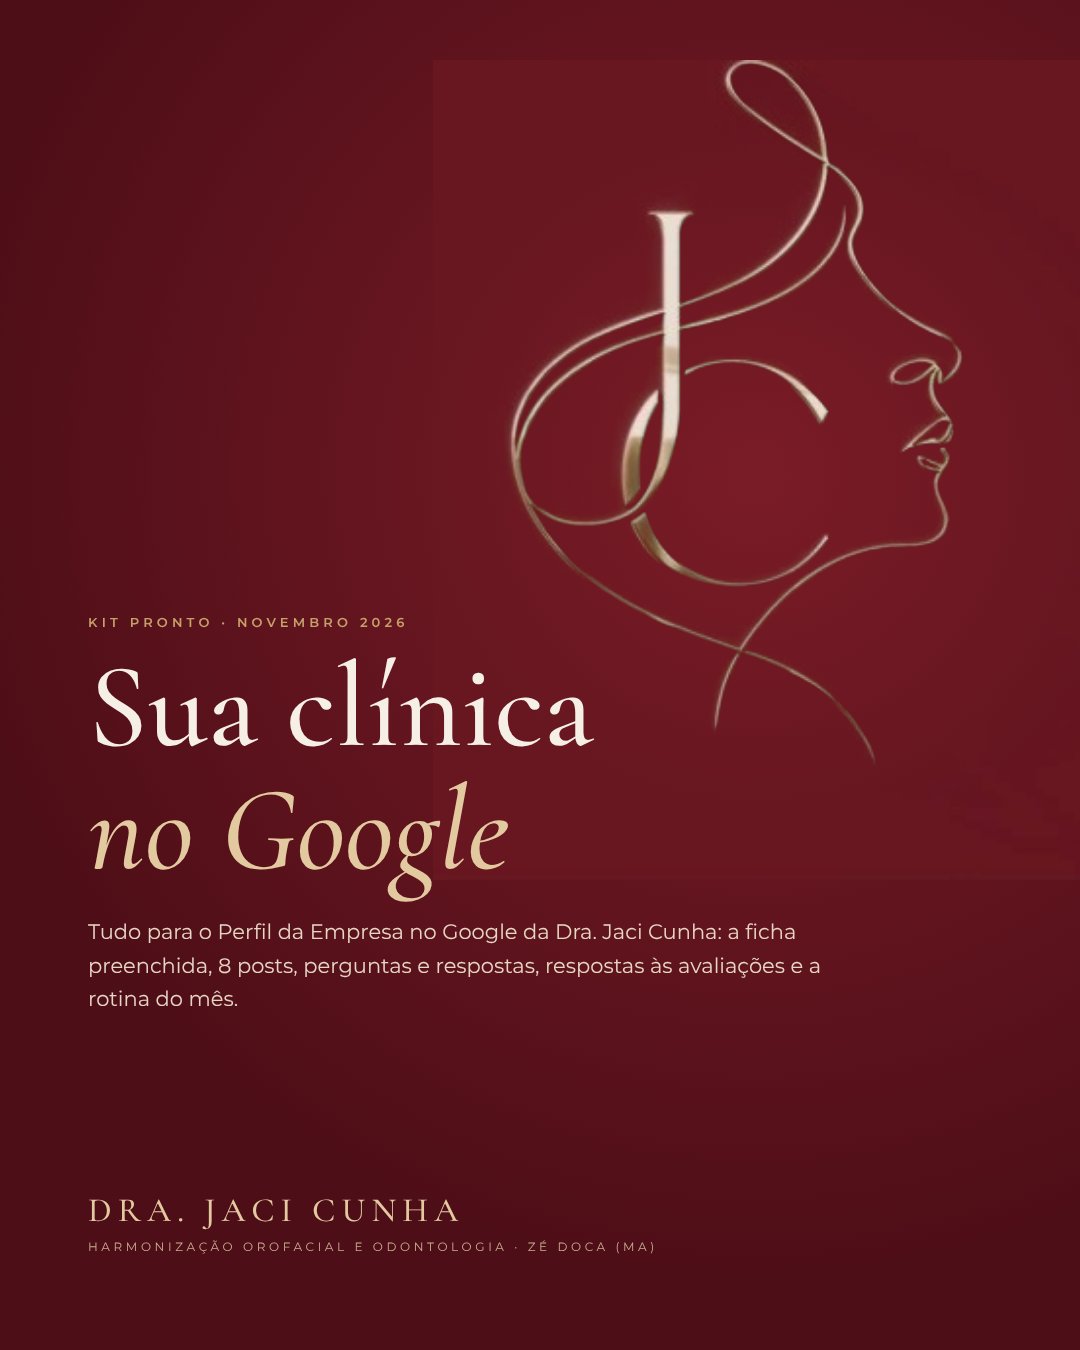 JC
KIT PRONTO · NOVEMBRO 2026
Sua clínica
no Google
Tudo para o Perfil da Empresa no Google da Dra. Jaci Cunha: a ficha
preenchida, 8 posts, perguntas e respostas, respostas às avaliações e a
rotina do mês.
DRA. JACI CUNHA
HARMONIZAÇÃO OROFACIAL E ODONTOLOGIA · ZÉ DOCA (MA)